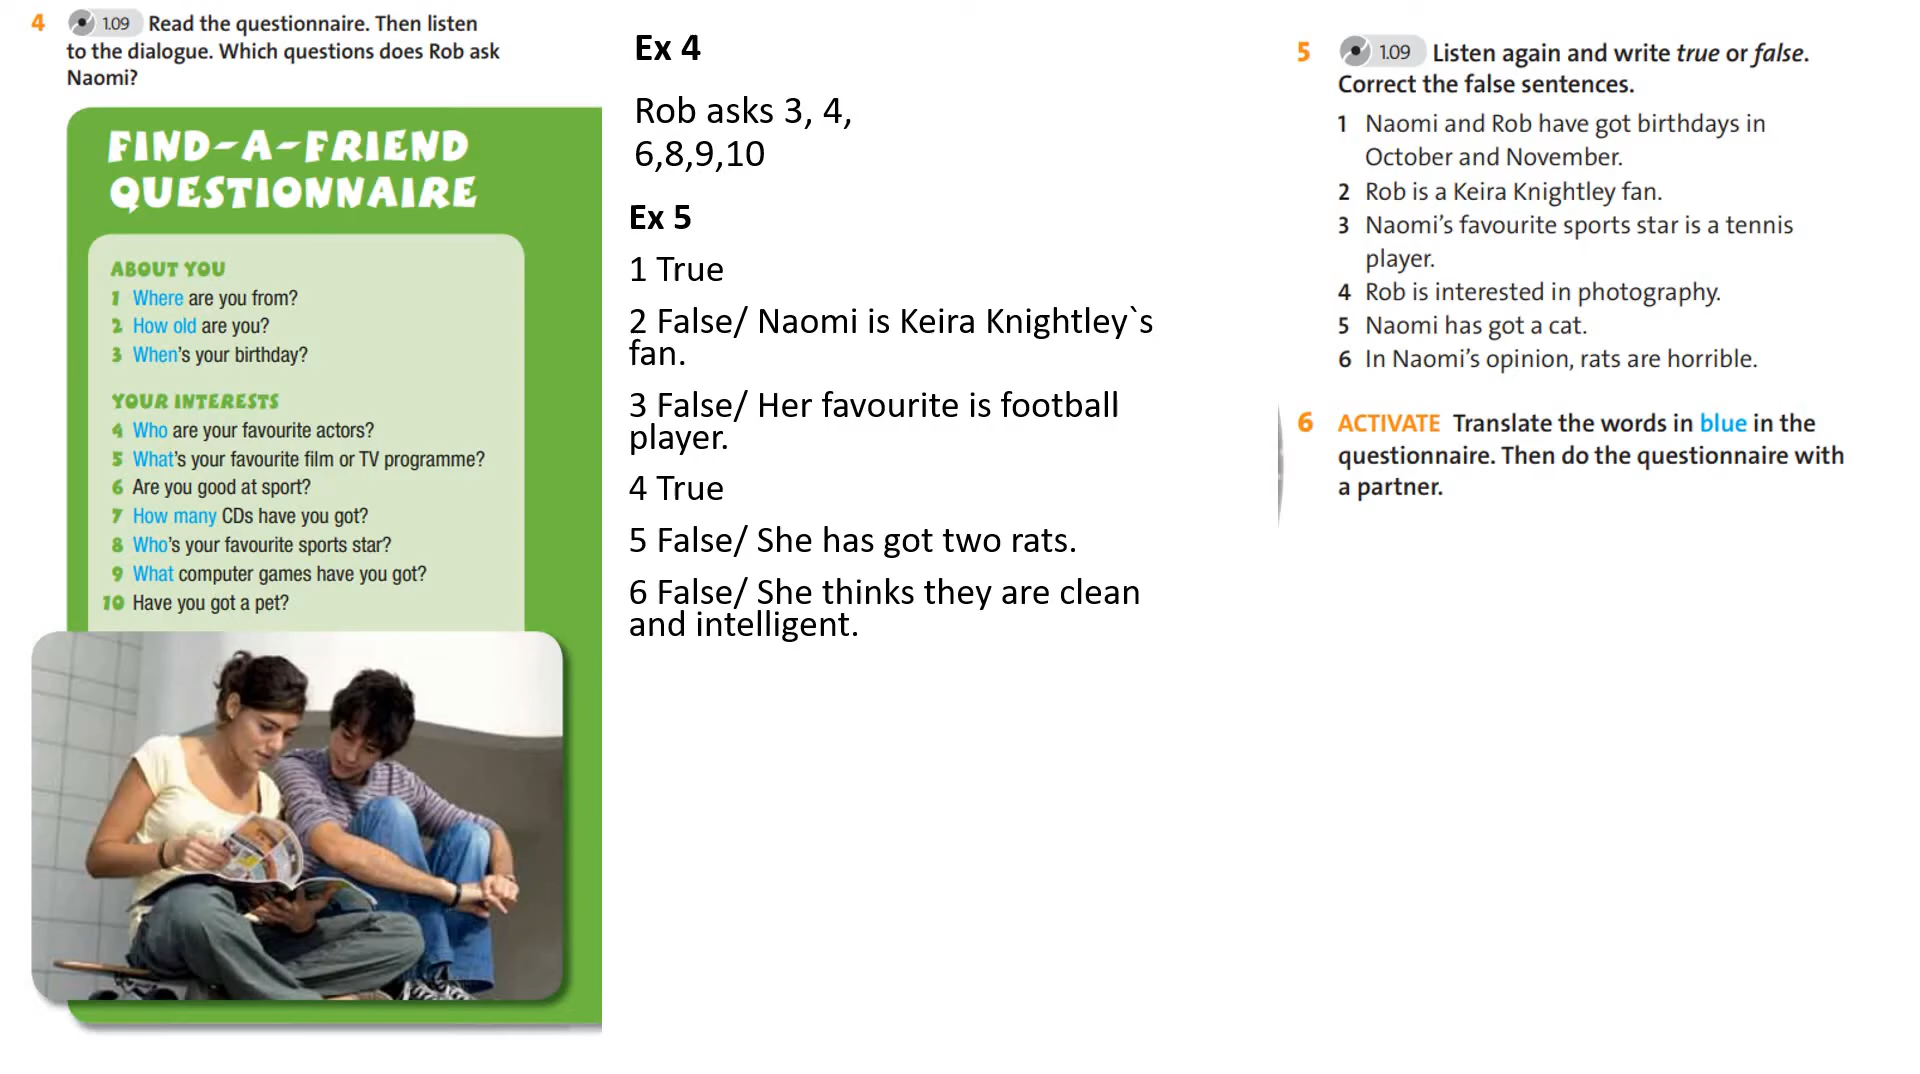 4 1.09 Read the questionnaire. Then listen
to the dialogue. Which questions does Rob ask
Naomi?
FIND-A-FRIEND
QUESTIONNAIRE
ABOUT YOU
1 Where are you from?
2 How old are you?
3 When's your birthday?
YOUR INTERESTS
4 Who are your favourite actors?
5 What's your favourite film or TV programme?
6 Are you good at sport?
7 How many CDs have you got?
8 Who's your favourite sports star?
9 What computer games have you got?
10 Have you got a pet?
Ex 4
Rob asks 3, 4,
6,8,9,10
Ex 5
1 True
2 False/ Naomi is Keira Knightley`s
fan.
3 False/ Her favourite is football
player.
4 True
5 False/ She has got two rats.
6 False/ She thinks they are clean
and intelligent.
5 1.09 Listen again and write true or false.
Correct the false sentences.
1 Naomi and Rob have got birthdays in
October and November.
2 Rob is a Keira Knightley fan.
3 Naomi's favourite sports star is a tennis
player.
4 Rob is interested in photography.
5 Naomi has got a cat.
6 In Naomi's opinion, rats are horrible.
6 ACTIVATE Translate the words in blue in the
questionnaire. Then do the questionnaire with
a partner.